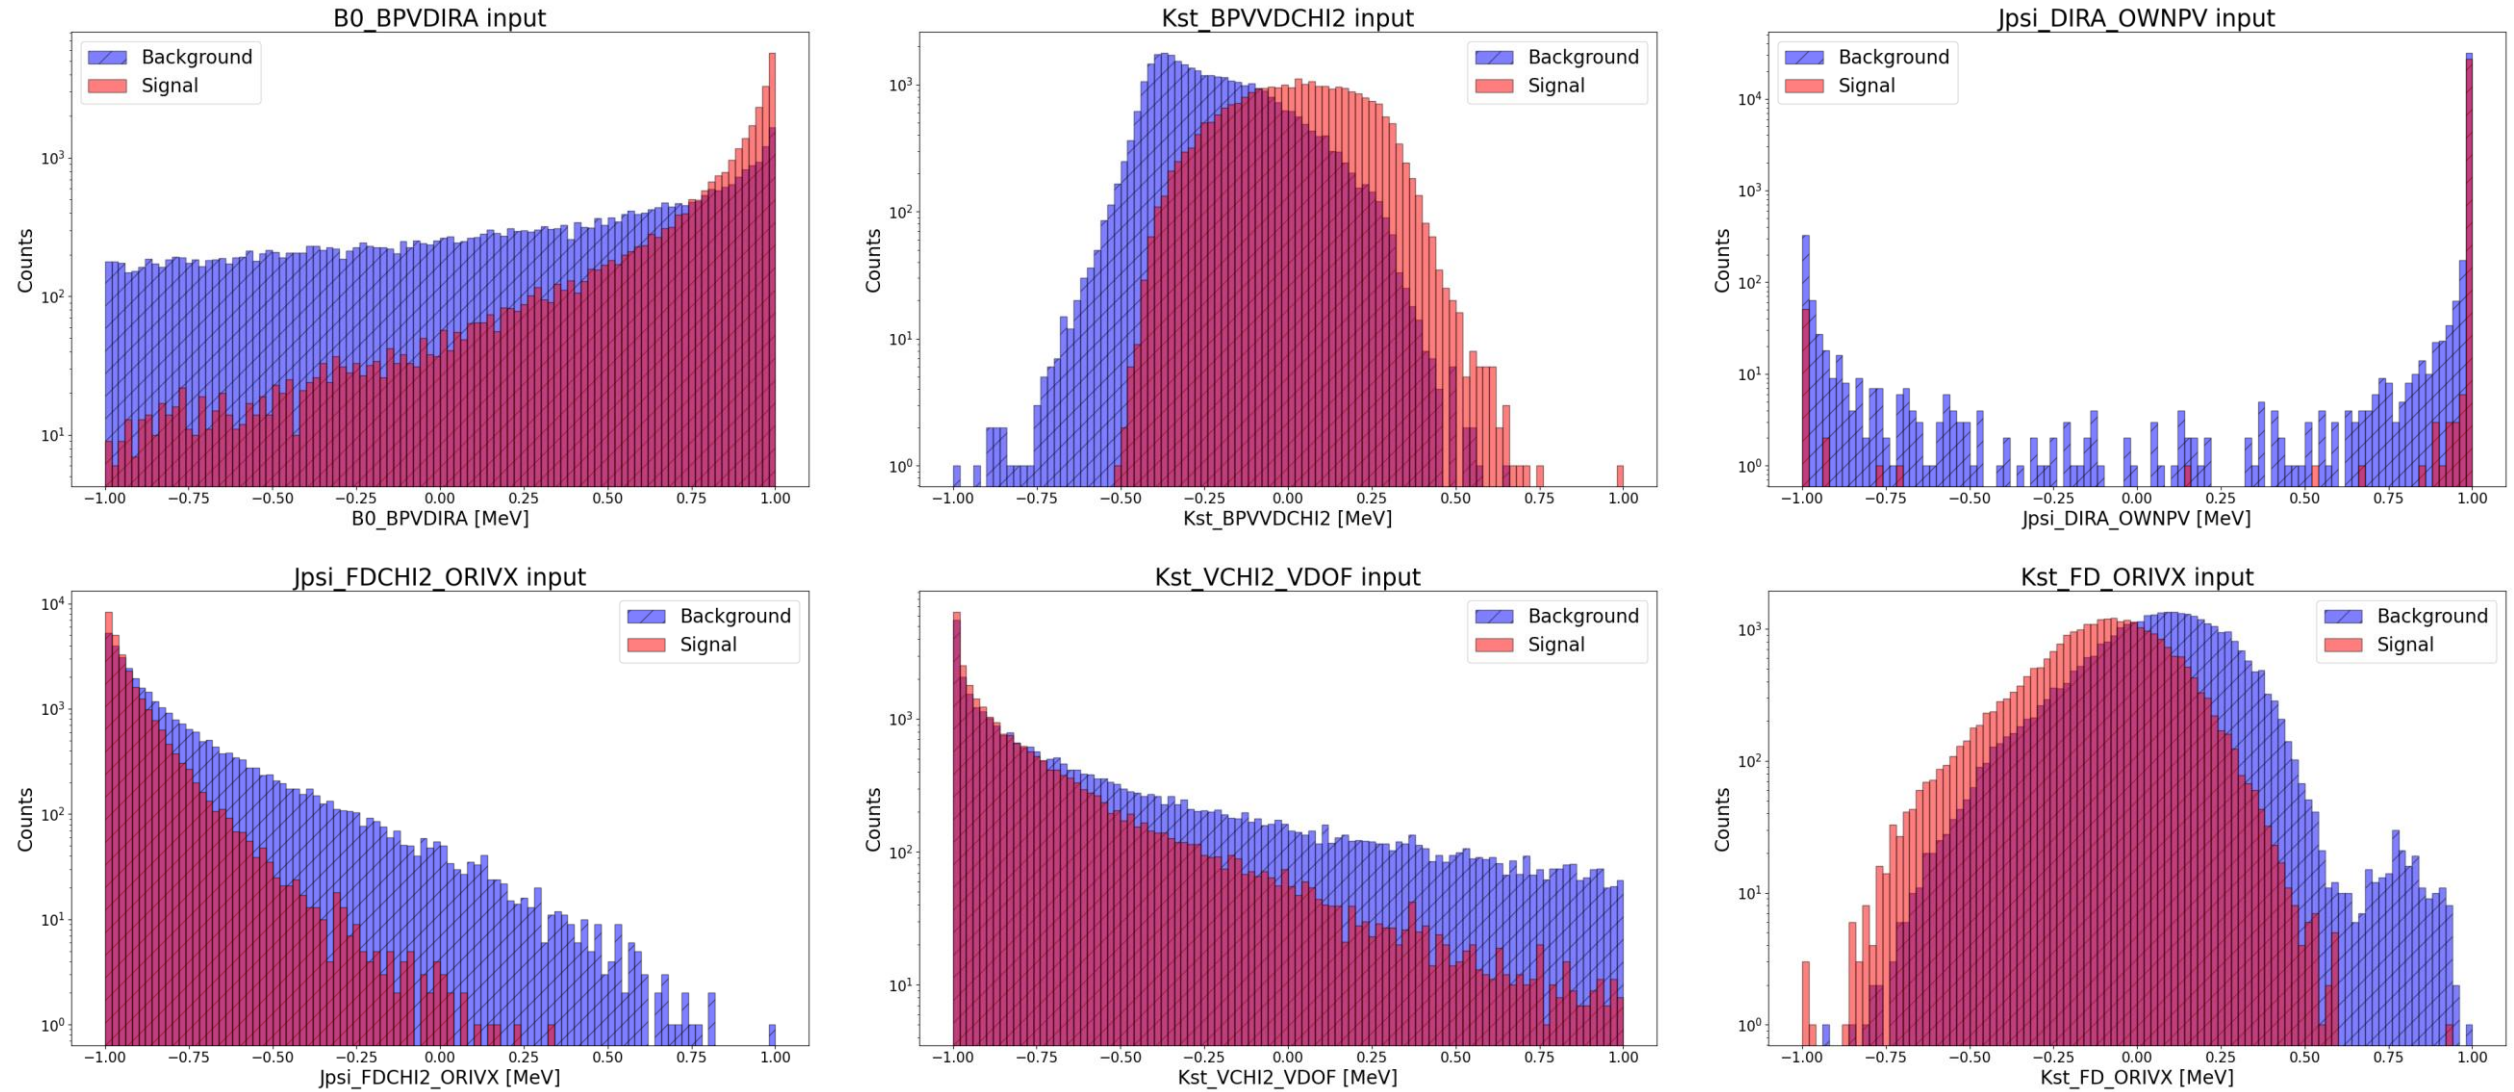 B0_BPVDIRA input
Background
Signal
Counts
10³
10²
10¹
−1.00 −0.75 −0.50 −0.25 0.00 0.25 0.50 0.75 1.00
B0_BPVDIRA [MeV]
Kst_BPVVDCHI2 input
Background
Signal
Counts
10³
10²
10¹
10⁰
−1.00 −0.75 −0.50 −0.25 0.00 0.25 0.50 0.75 1.00
Kst_BPVVDCHI2 [MeV]
Jpsi_DIRA_OWNPV input
Background
Signal
Counts
10⁴
10³
10²
10¹
10⁰
−1.00 −0.75 −0.50 −0.25 0.00 0.25 0.50 0.75 1.00
Jpsi_DIRA_OWNPV [MeV]
Jpsi_FDCHI2_ORIVX input
Background
Signal
Counts
10⁴
10³
10²
10¹
10⁰
−1.00 −0.75 −0.50 −0.25 0.00 0.25 0.50 0.75 1.00
Jpsi_FDCHI2_ORIVX [MeV]
Kst_VCHI2_VDOF input
Background
Signal
Counts
10³
10²
10¹
−1.00 −0.75 −0.50 −0.25 0.00 0.25 0.50 0.75 1.00
Kst_VCHI2_VDOF [MeV]
Kst_FD_ORIVX input
Background
Signal
Counts
10³
10²
10¹
10⁰
−1.00 −0.75 −0.50 −0.25 0.00 0.25 0.50 0.75 1.00
Kst_FD_ORIVX [MeV]